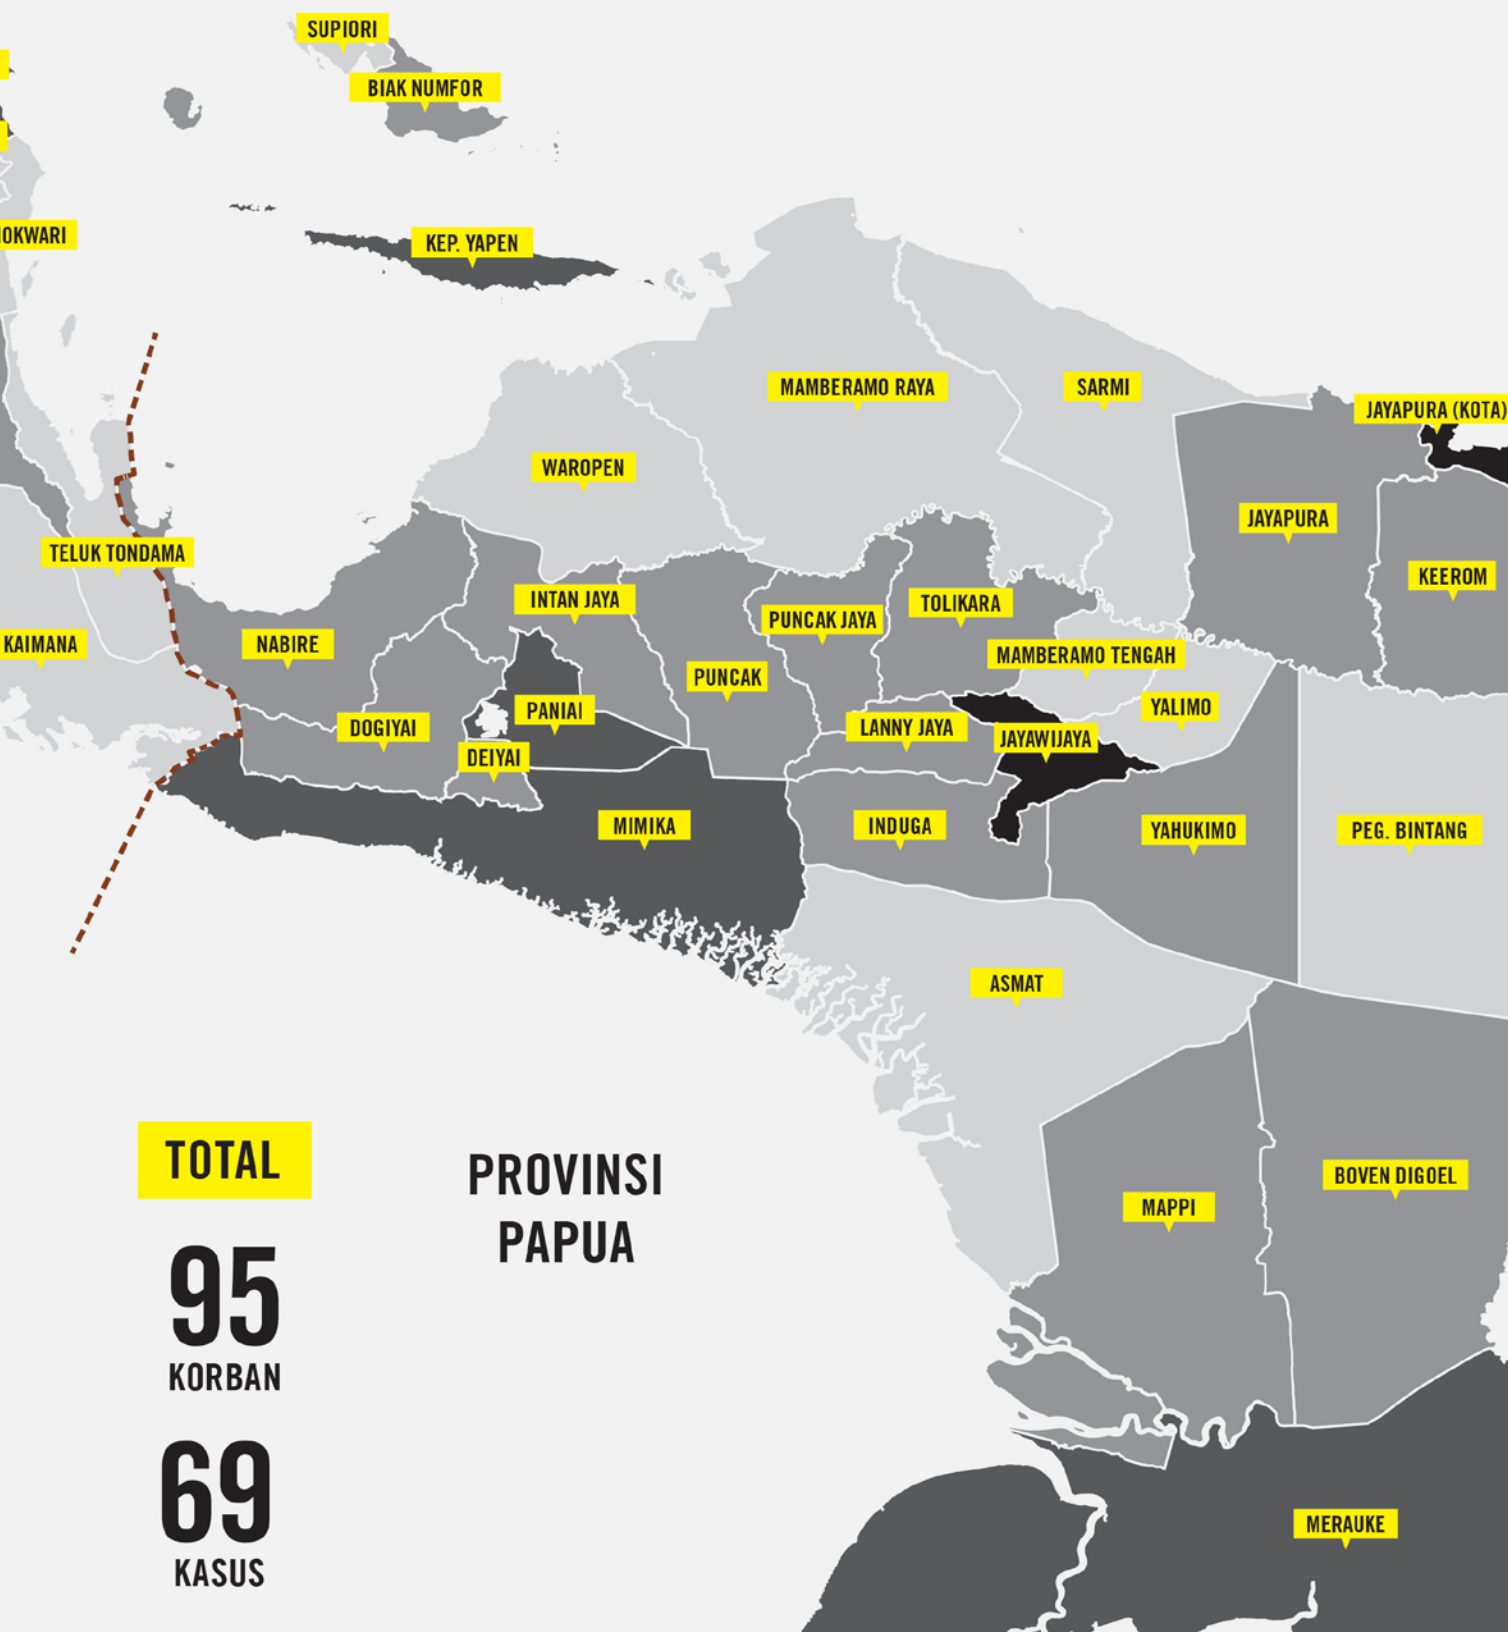 SUPIORI
BIAK NUMFOR
OKWARI
KEP. YAPEN
MAMBERAMO RAYA
SARMI
JAYAPURA (KOTA)
WAROPEN
JAYAPURA
TELUK TONDAMA
KEEROM
INTAN JAYA
TOLIKARA
PUNCAK JAYA
KAIMANA
NABIRE
MAMBERAMO TENGAH
PUNCAK
YALIMO
PANIAI
DOGIYAI
LANNY JAYA
JAYAWIJAYA
DEIYAI
MIMIKA
INDUGA
YAHUKIMO
PEG. BINTANG
ASMAT
TOTAL
PROVINSI
PAPUA
BOVEN DIGOEL
MAPPI
95
KORBAN
69
KASUS
MERAUKE